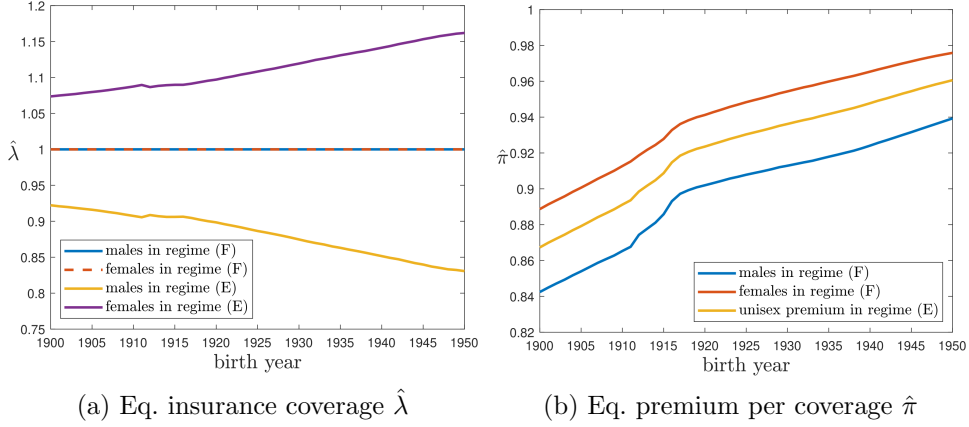 1.2
1.15
1.1
1.05
1
0.95
0.9
0.85
0.8
0.75
λ̂
males in regime (F)
females in regime (F)
males in regime (E)
females in regime (E)
1900 1905 1910 1915 1920 1925 1930 1935 1940 1945 1950
birth year
(a) Eq. insurance coverage λ̂
1
0.98
0.96
0.94
0.92
0.9
0.88
0.86
0.84
0.82
π̂
males in regime (F)
females in regime (F)
unisex premium in regime (E)
1900 1905 1910 1915 1920 1925 1930 1935 1940 1945 1950
birth year
(b) Eq. premium per coverage π̂